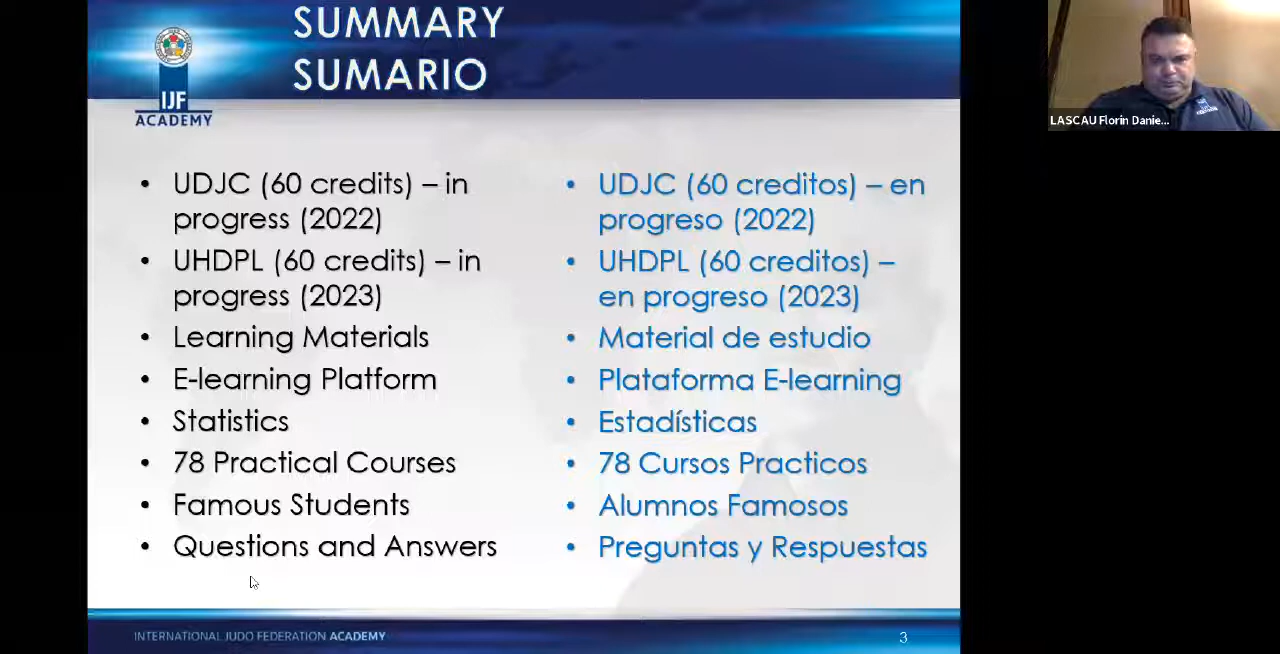 SUMMARY
SUMARIO
IJF
ACADEMY
LASCAU Florin Danie...
• UDJC (60 credits) – in
progress (2022)
• UHDPL (60 credits) – in
progress (2023)
• Learning Materials
• E-learning Platform
• Statistics
• 78 Practical Courses
• Famous Students
• Questions and Answers
• UDJC (60 creditos) – en
progreso (2022)
• UHDPL (60 creditos) –
en progreso (2023)
• Material de estudio
• Plataforma E-learning
• Estadísticas
• 78 Cursos Practicos
• Alumnos Famosos
• Preguntas y Respuestas
INTERNATIONAL JUDO FEDERATION ACADEMY
3